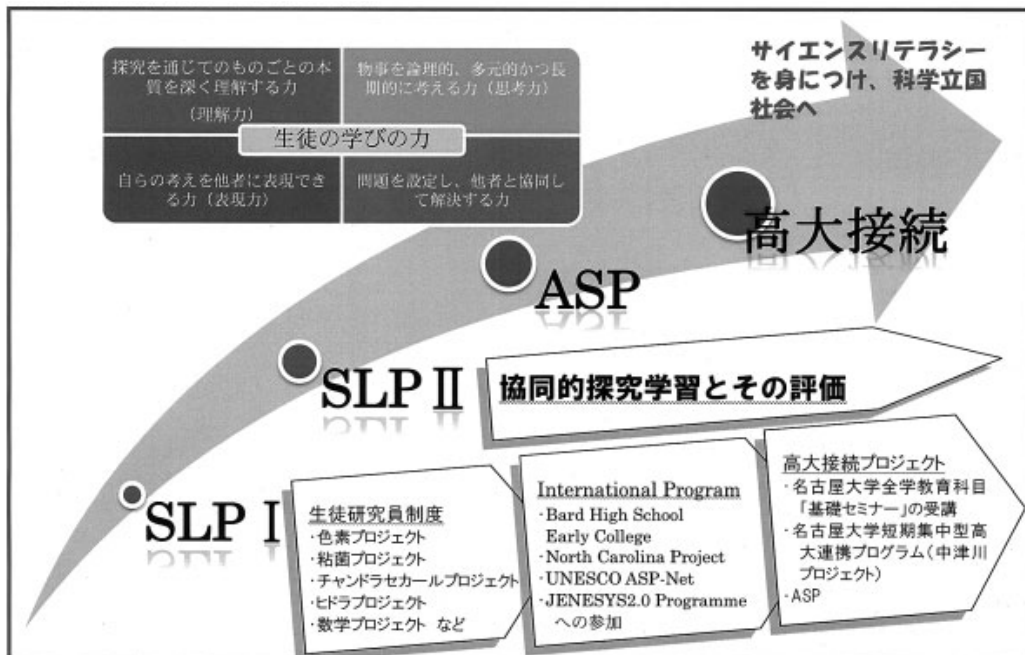 探究を通じてのものごとの本
質を深く理解する力
(理解力)
物事を論理的、多元的かつ長
期的に考える力（思考力）
生徒の学びの力
自らの考えを他者に表現でき
る力（表現力）
問題を設定し、他者と協同し
て解決する力
サイエンスリテラシー
を身につけ、科学立国
社会へ
高大接続
ASP
SLP Ⅱ
SLP Ⅰ
協同的探究学習とその評価
生徒研究員制度
・色素プロジェクト
・粘菌プロジェクト
・チャンドラセカールプロジェクト
・ヒドラプロジェクト
・数学プロジェクト など
International Program
・Bard High School
Early College
・North Carolina Project
・UNESCO ASP-Net
・JENESYS2.0 Programme
への参加
高大接続プロジェクト
・名古屋大学全学教育科目
「基礎セミナー」の受講
・名古屋大学短期集中型高
大連携プログラム（中津川
プロジェクト）
・ASP